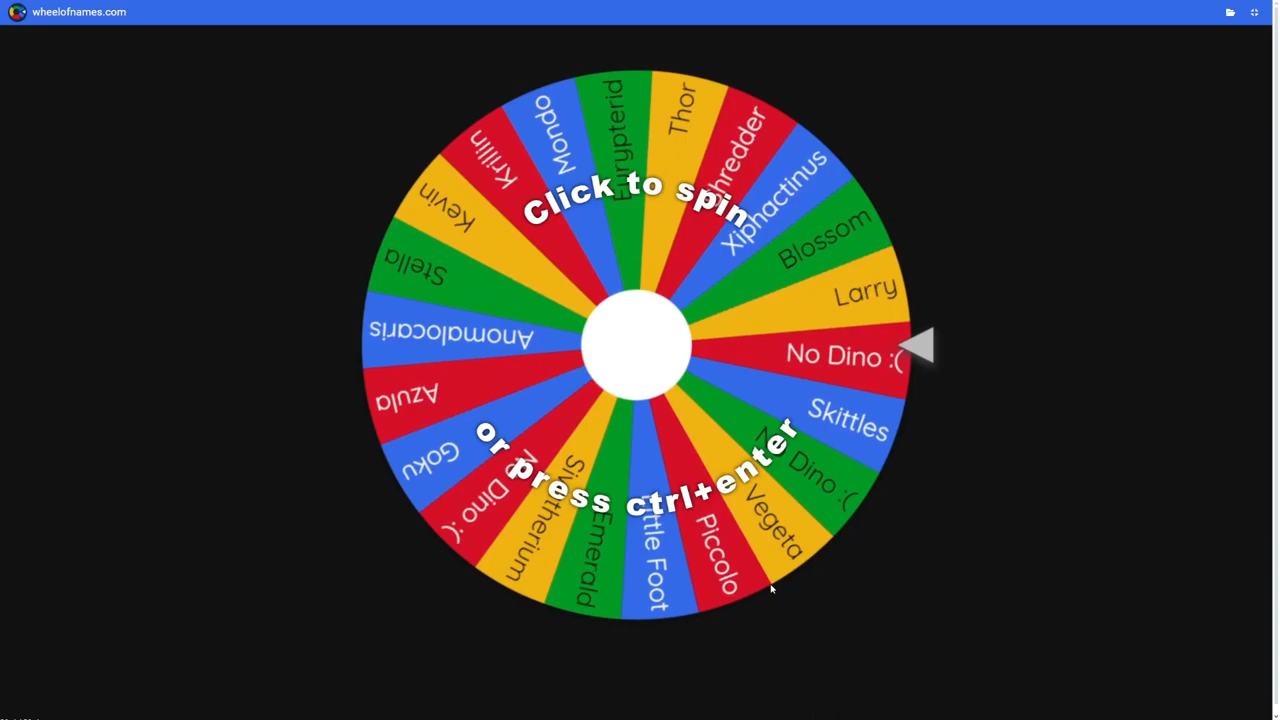 wheelofnames.com
Click to spin
or press ctrl+enter
Thor
Shredder
Xiphactinus
Blossom
Larry
No Dino :(
Skittles
No Dino :(
Vegeta
Piccolo
Little Foot
Emerald
Sivatherium
No Dino :(
Goku
Azula
Anomalocaris
Stella
Kevin
Krillin
Mondo
Eurypterid